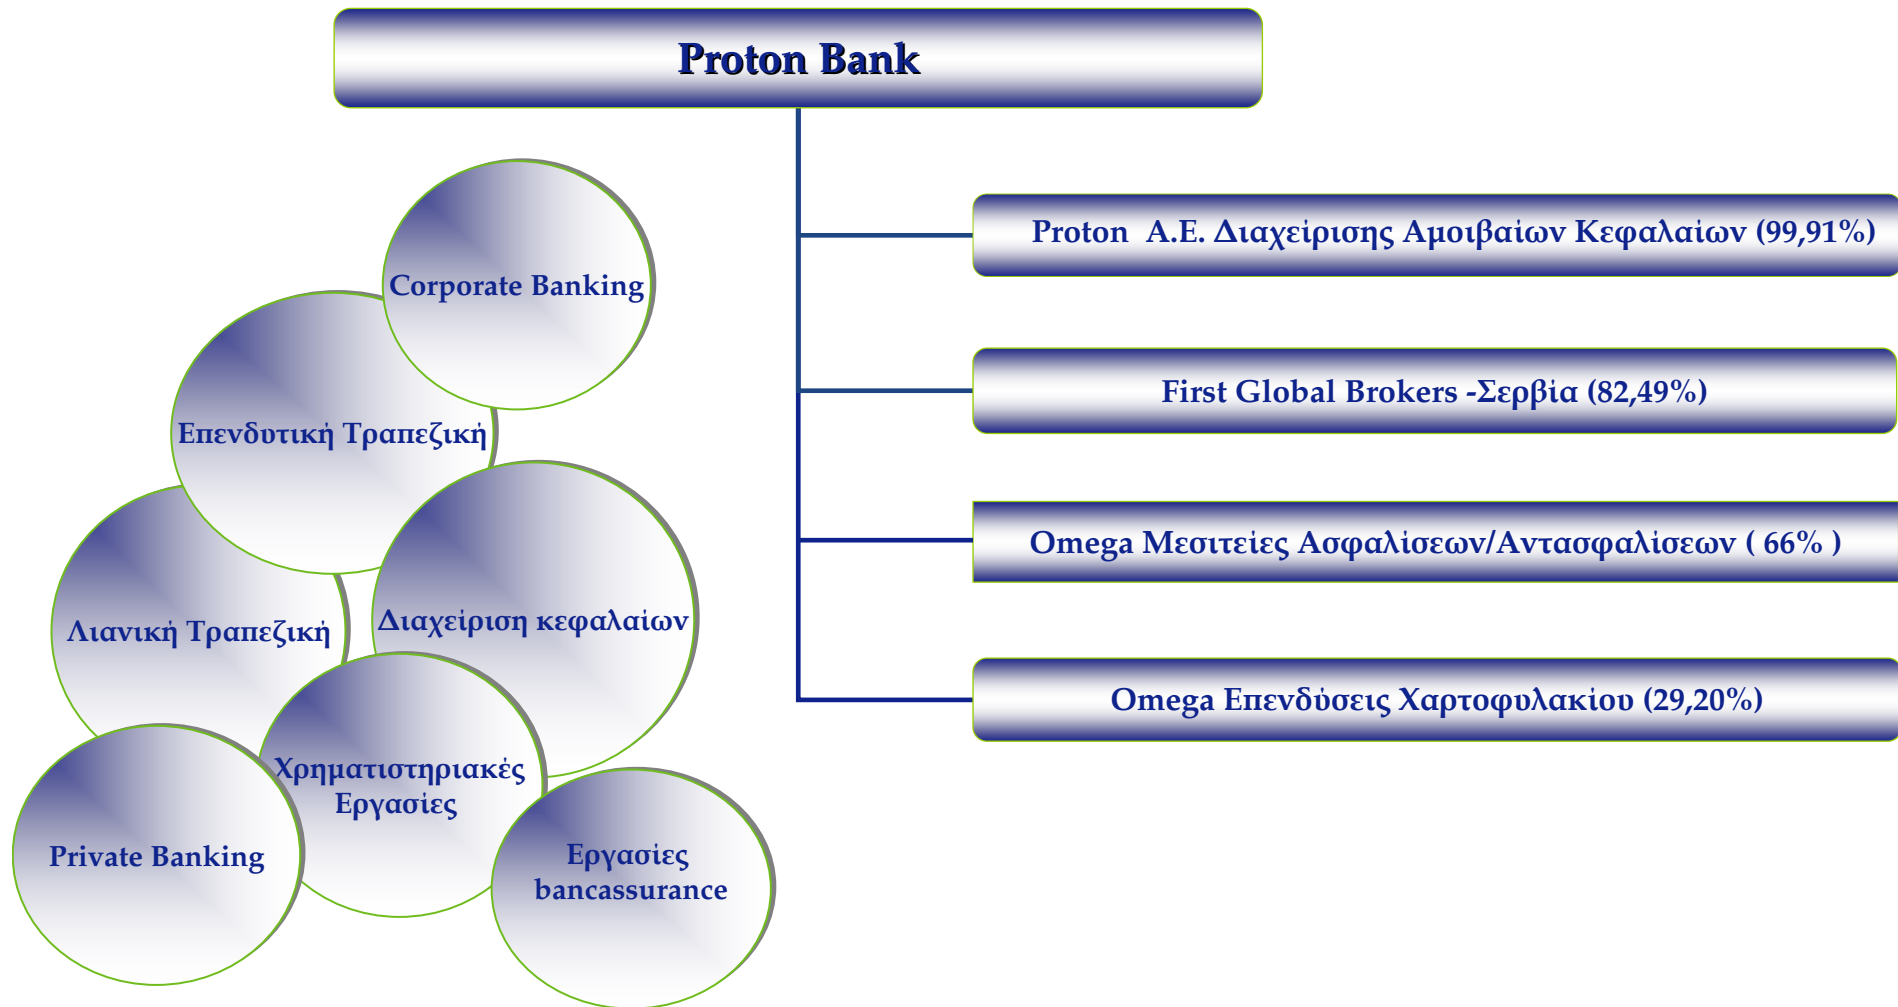 Proton Bank
Corporate Banking
Επενδυτική Τραπεζική
Λιανική Τραπεζική
Διαχείριση κεφαλαίων
Χρηματιστηριακές
Εργασίες
Private Banking
Εργασίες
bancassurance
Proton Α.Ε. Διαχείρισης Αμοιβαίων Κεφαλαίων (99,91%)
First Global Brokers -Σερβία (82,49%)
Omega Μεσιτείες Ασφαλίσεων/Αντασφαλίσεων ( 66% )
Omega Επενδύσεις Χαρτοφυλακίου (29,20%)